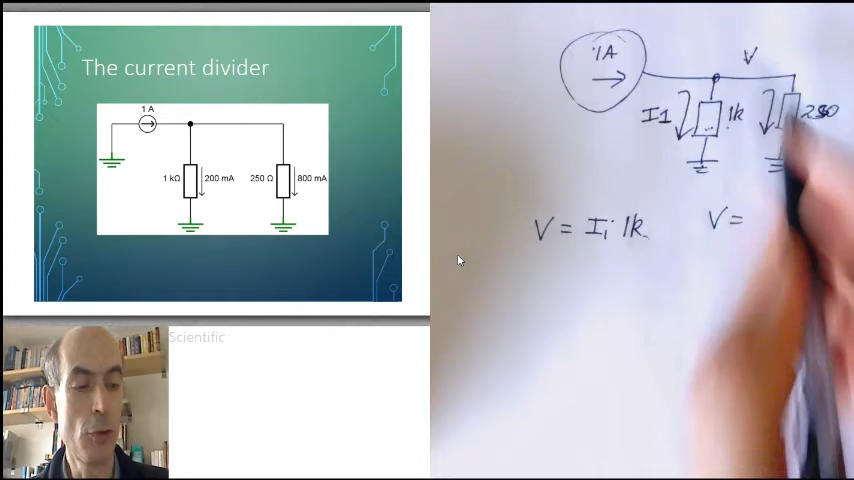 The current divider
1 A
1 kΩ
200 mA
250 Ω
800 mA
Scientific
1A
V
I1
1k
250
V = I₁ 1k
V =